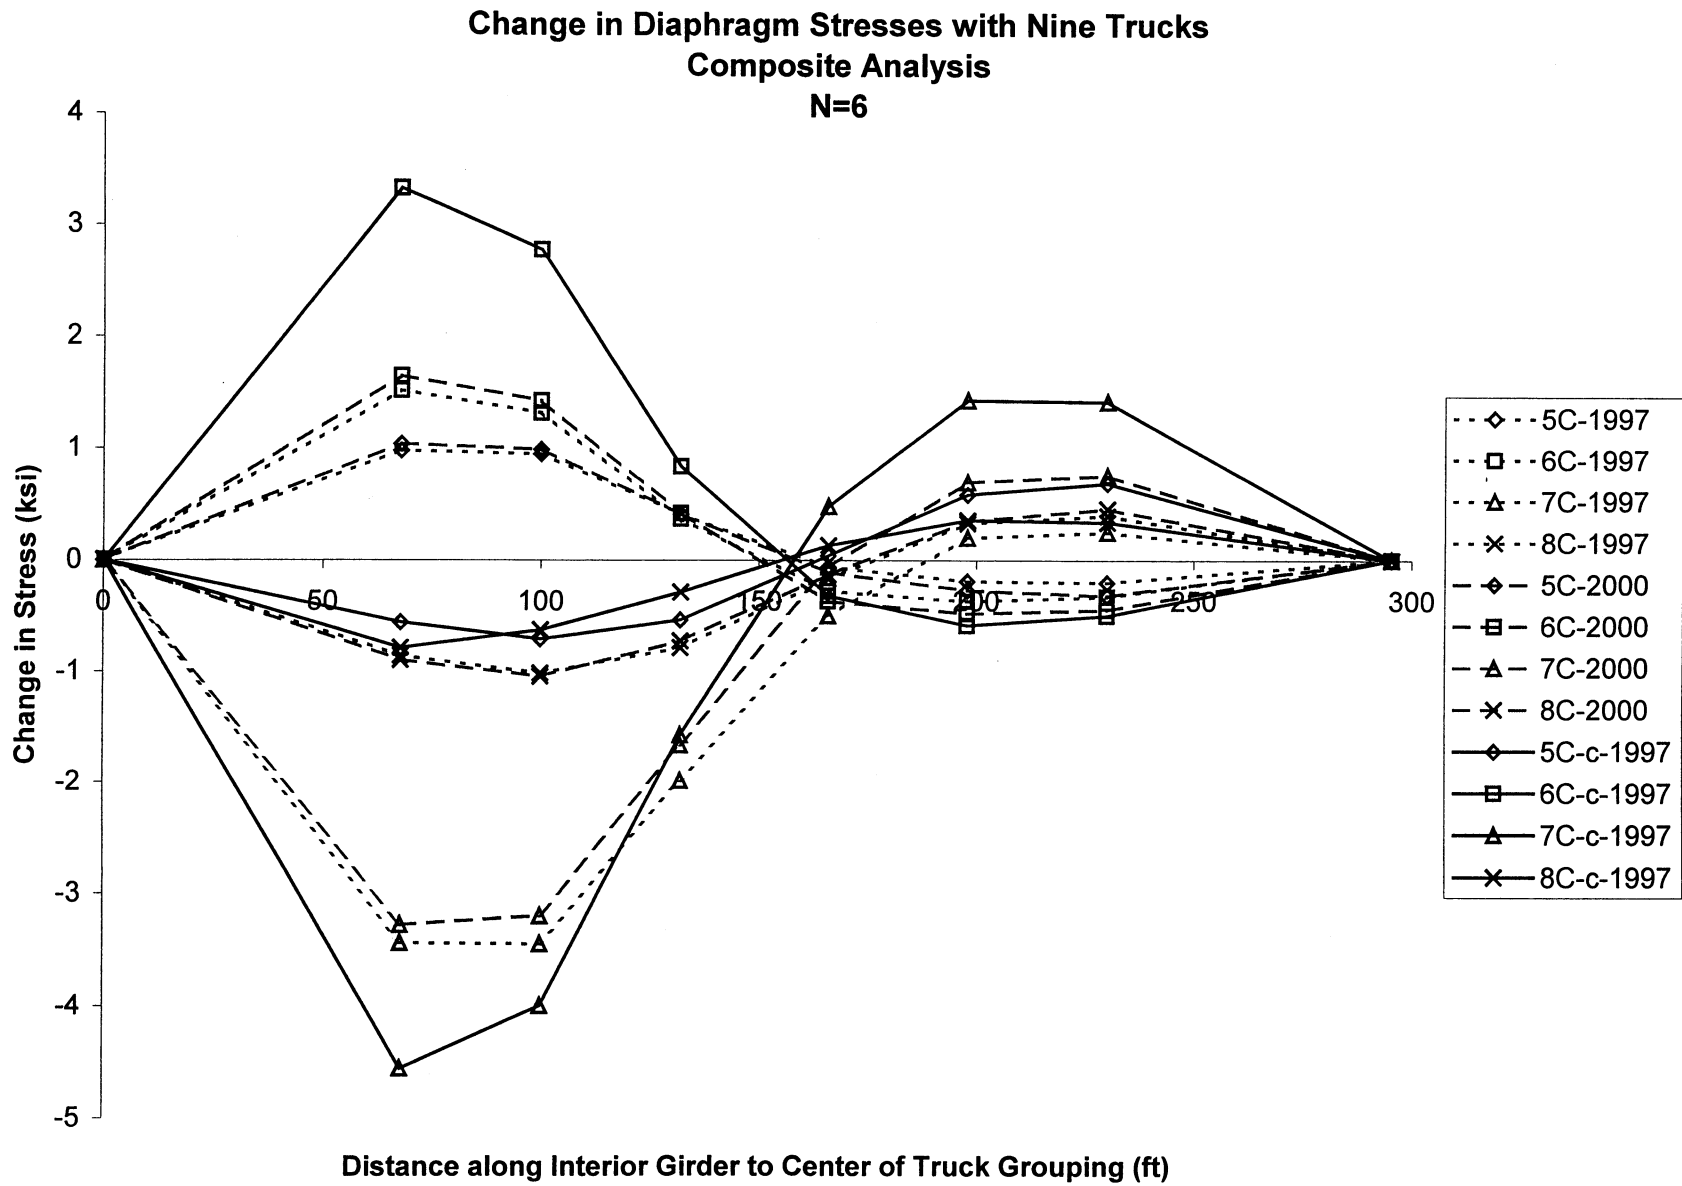 Change in Diaphragm Stresses with Nine Trucks
Composite Analysis
N=6
4
3
2
1
0
-1
-2
-3
-4
-5
0
50
100
150
200
250
300
Change in Stress (ksi)
Distance along Interior Girder to Center of Truck Grouping (ft)
5C-1997
6C-1997
7C-1997
8C-1997
5C-2000
6C-2000
7C-2000
8C-2000
5C-c-1997
6C-c-1997
7C-c-1997
8C-c-1997